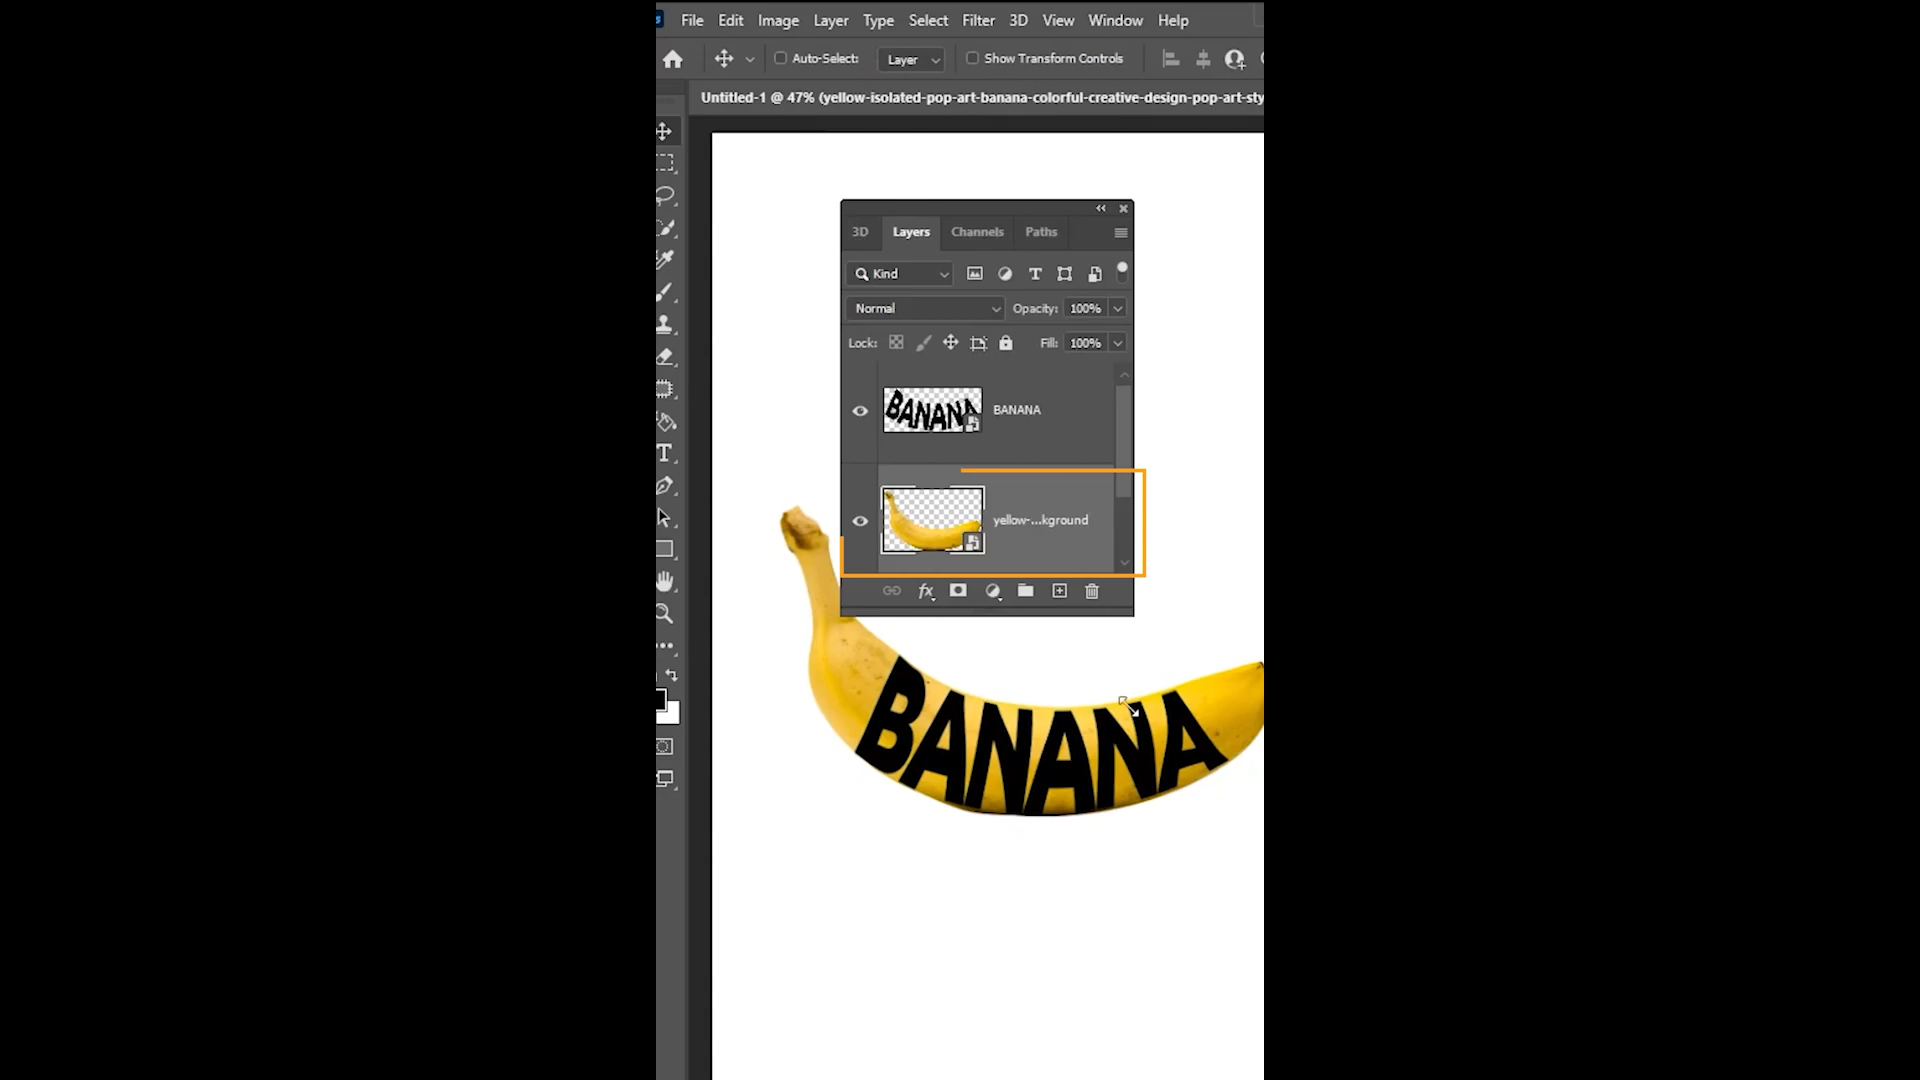 File Edit Image Layer Type Select Filter 3D View Window Help
Auto-Select: Layer Show Transform Controls
Untitled-1 @ 47% (yellow-isolated-pop-art-banana-colorful-creative-design-pop-art-sty
3D Layers Channels Paths
Kind
Normal Opacity: 100%
Lock: Fill: 100%
BANANA BANANA
yellow-...kground
fx
BANANA